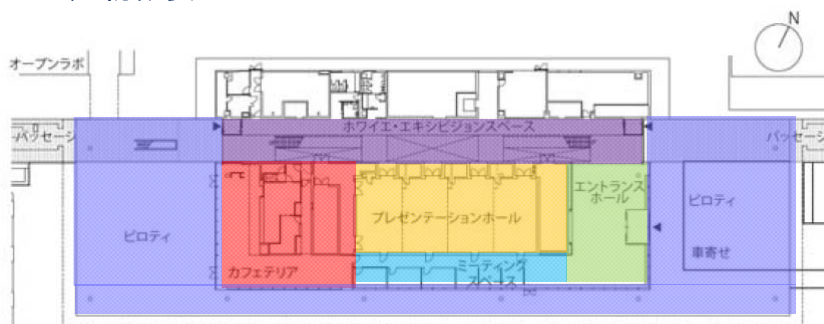 N
オープンラボ
パッセージ
ホワイエ・エキシビジョンスペース
パッセージ
エントランス
ホール
プレゼンテーションホール
ピロティ
ピロティ
車寄せ
カフェテリア
ミーティング
スペース